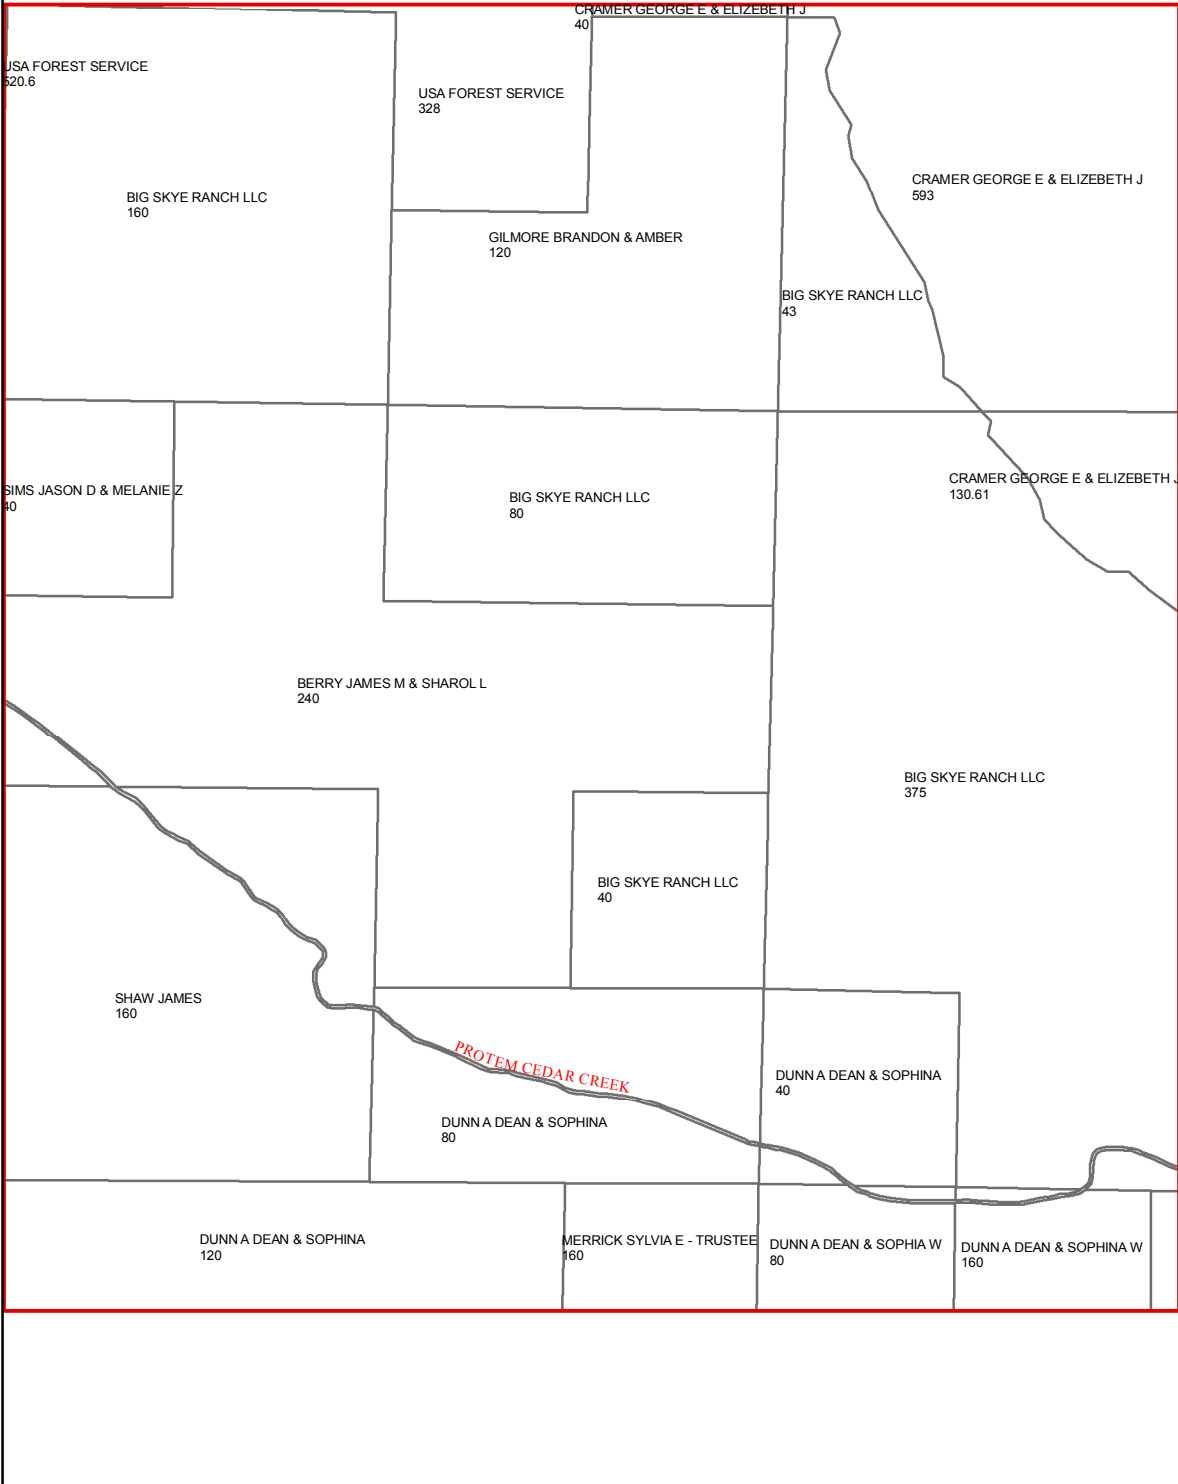 CRAMER GEORGE E & ELIZEBETH J
40
USA FOREST SERVICE
520.6
USA FOREST SERVICE
328
CRAMER GEORGE E & ELIZEBETH J
593
BIG SKYE RANCH LLC
160
GILMORE BRANDON & AMBER
120
BIG SKYE RANCH LLC
43
CRAMER GEORGE E & ELIZEBETH J
130.61
SIMS JASON D & MELANIE Z
40
BIG SKYE RANCH LLC
80
BERRY JAMES M & SHAROL L
240
BIG SKYE RANCH LLC
375
BIG SKYE RANCH LLC
40
SHAW JAMES
160
PROTEM CEDAR CREEK
DUNN A DEAN & SOPHINA
40
DUNN A DEAN & SOPHINA
80
DUNN A DEAN & SOPHINA
120
MERRICK SYLVIA E - TRUSTEE
160
DUNN A DEAN & SOPHIA W
80
DUNN A DEAN & SOPHINA W
160